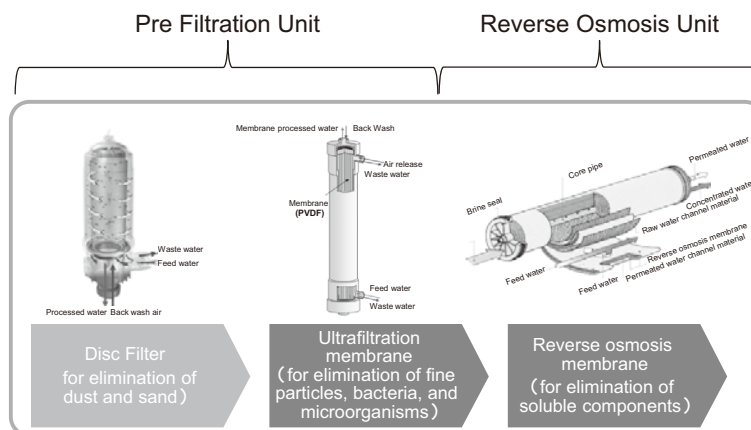 Pre Filtration Unit
Reverse Osmosis Unit
Waste water
Feed water
Processed water
Back wash air
Membrane processed water
Back Wash
Air release
Waste water
Membrane
(PVDF)
Feed water
Waste water
Brine seal
Core pipe
Permeated water
Concentrated water
Raw water channel material
Reverse osmosis membrane
Permeated water channel material
Feed water
Feed water
Disc Filter
for elimination of
dust and sand）
Ultrafiltration
membrane
（for elimination of fine
particles, bacteria, and
microorganisms）
Reverse osmosis
membrane
（for elimination of
soluble components）